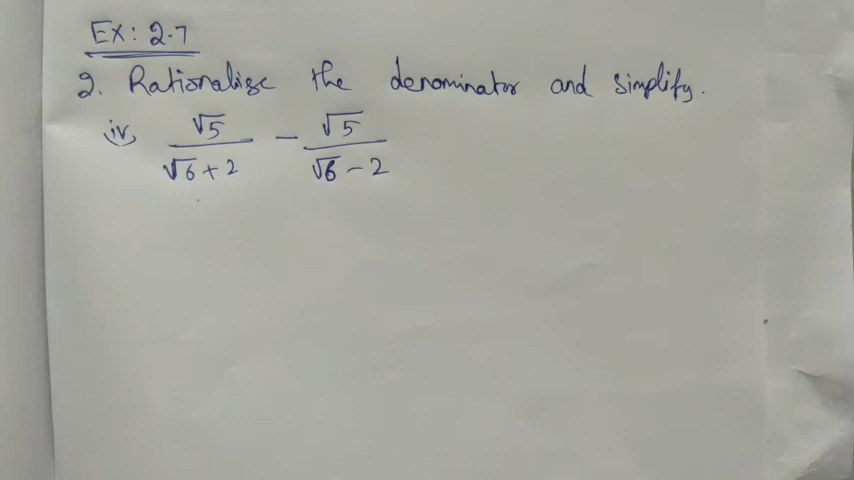 EX: 2.7
2. Rationalise the denominator and simplify.
iv) √5/(√6+2) - √5/(√6-2)